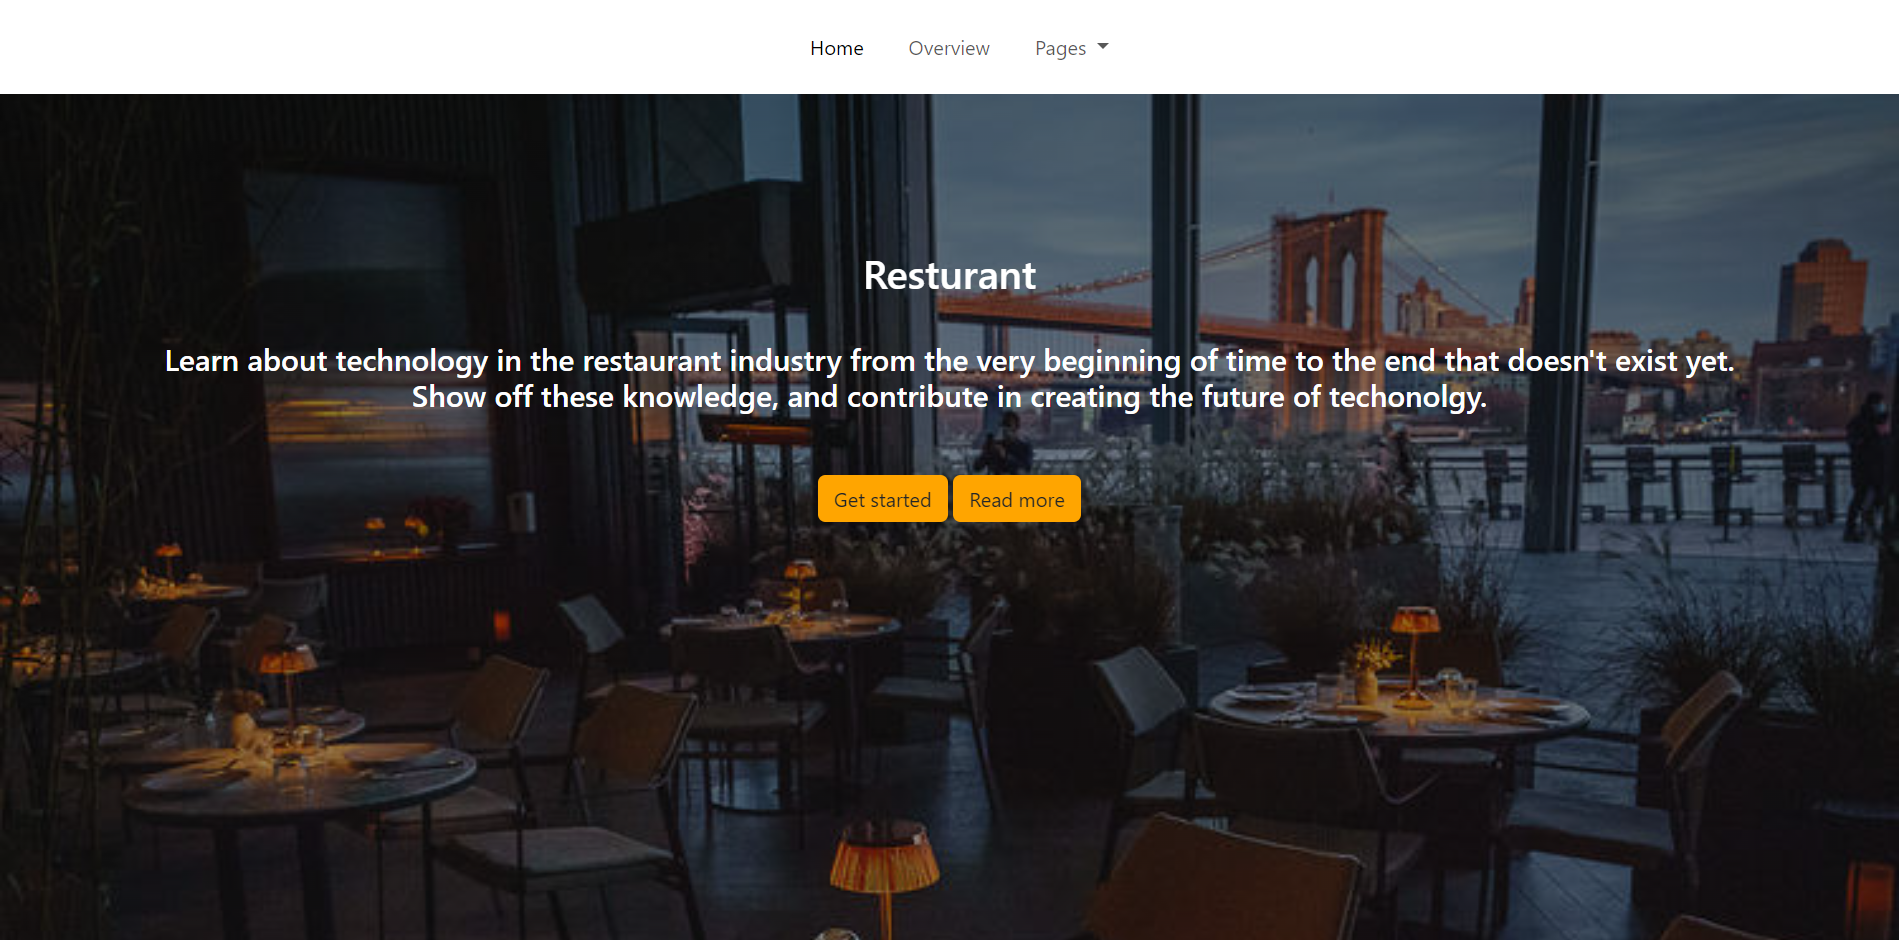 Home Overview Pages
Resturant
Learn about technology in the restaurant industry from the very beginning of time to the end that doesn't exist yet.
Show off these knowledge, and contribute in creating the future of techonolgy.
Get started Read more